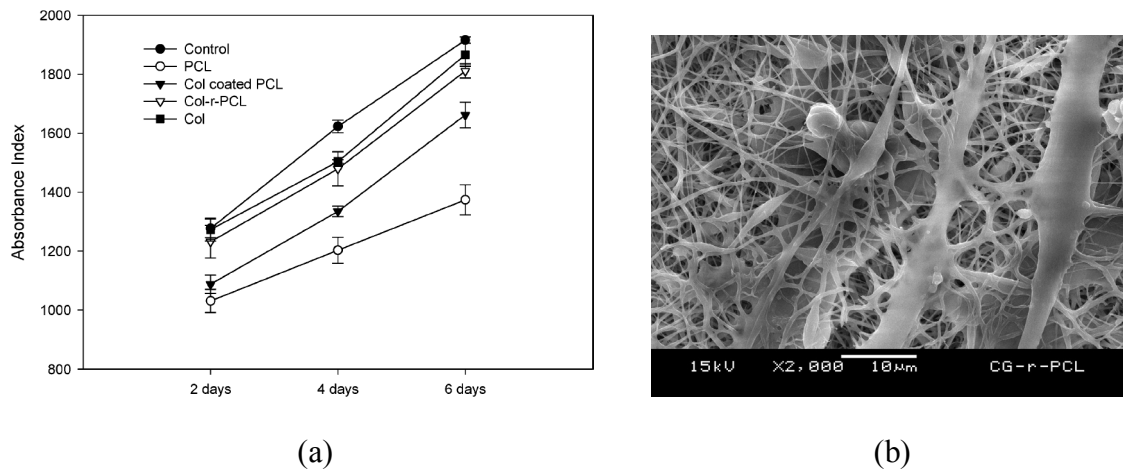 2000
1800
1600
1400
1200
1000
800
Absorbance Index
Control
PCL
Col coated PCL
Col-r-PCL
Col
2 days
4 days
6 days
15kV X2,000 10µm CG-r-PCL
(a)
(b)